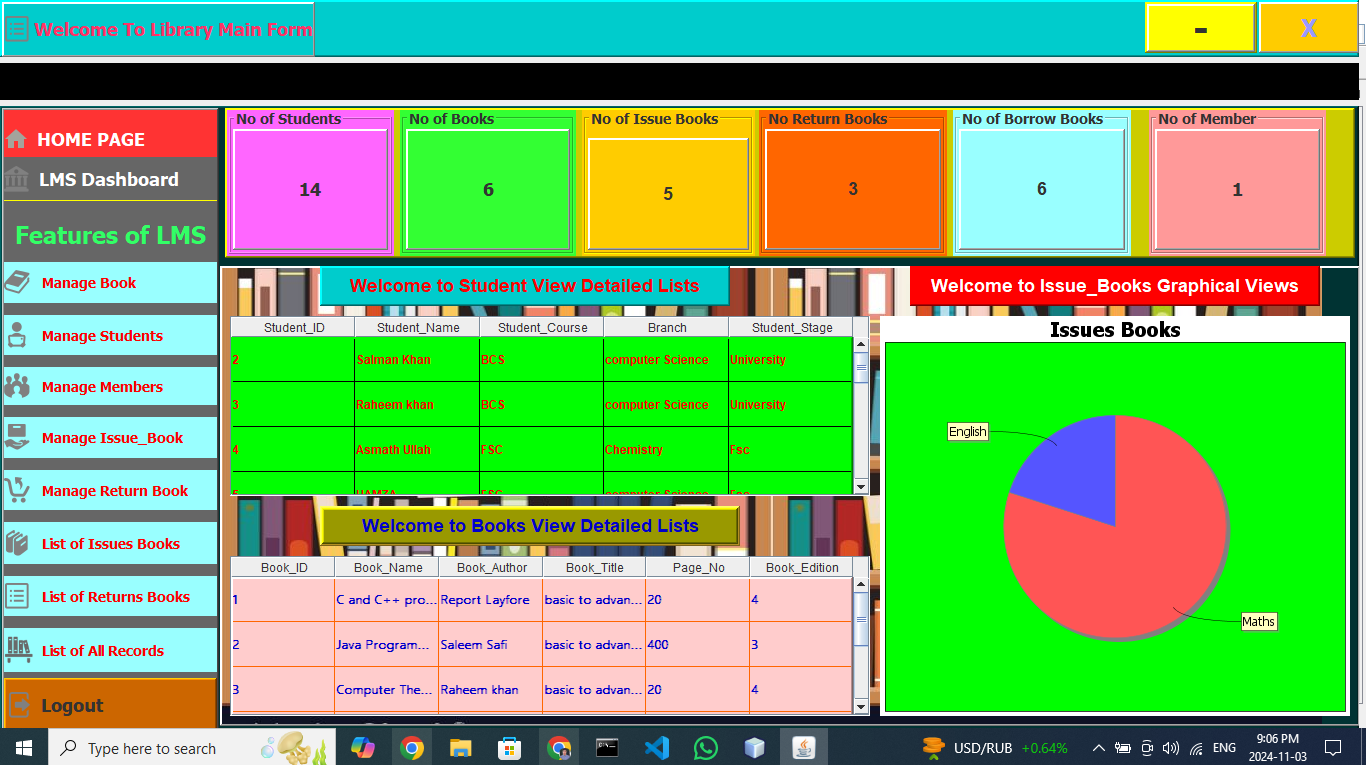 Welcome To Library Main Form
-
X
HOME PAGE
LMS Dashboard
Features of LMS
Manage Book
Manage Students
Manage Members
Manage Issue_Book
Manage Return Book
List of Issues Books
List of Returns Books
List of All Records
Logout
No of Students
14
No of Books
6
No of Issue Books
5
No Return Books
3
No of Borrow Books
6
No of Member
1
Welcome to Student View Detailed Lists
Student_ID Student_Name Student_Course Branch Student_Stage
2 Salman Khan BCS computer Science University
3 Raheem khan BCS computer Science University
4 Asmath Ullah FSC Chemistry Fsc
5 HAMZA FSC computer Science Fsc
Welcome to Books View Detailed Lists
Book_ID Book_Name Book_Author Book_Title Page_No Book_Edition
1 C and C++ pro... Report Layfore basic to advan... 20 4
2 Java Program... Saleem Safi basic to advan... 400 3
3 Computer The... Raheem khan basic to advan... 20 4
Welcome to Issue_Books Graphical Views
Issues Books
English
Maths
Type here to search
USD/RUB +0.64%
ENG
9:06 PM
2024-11-03